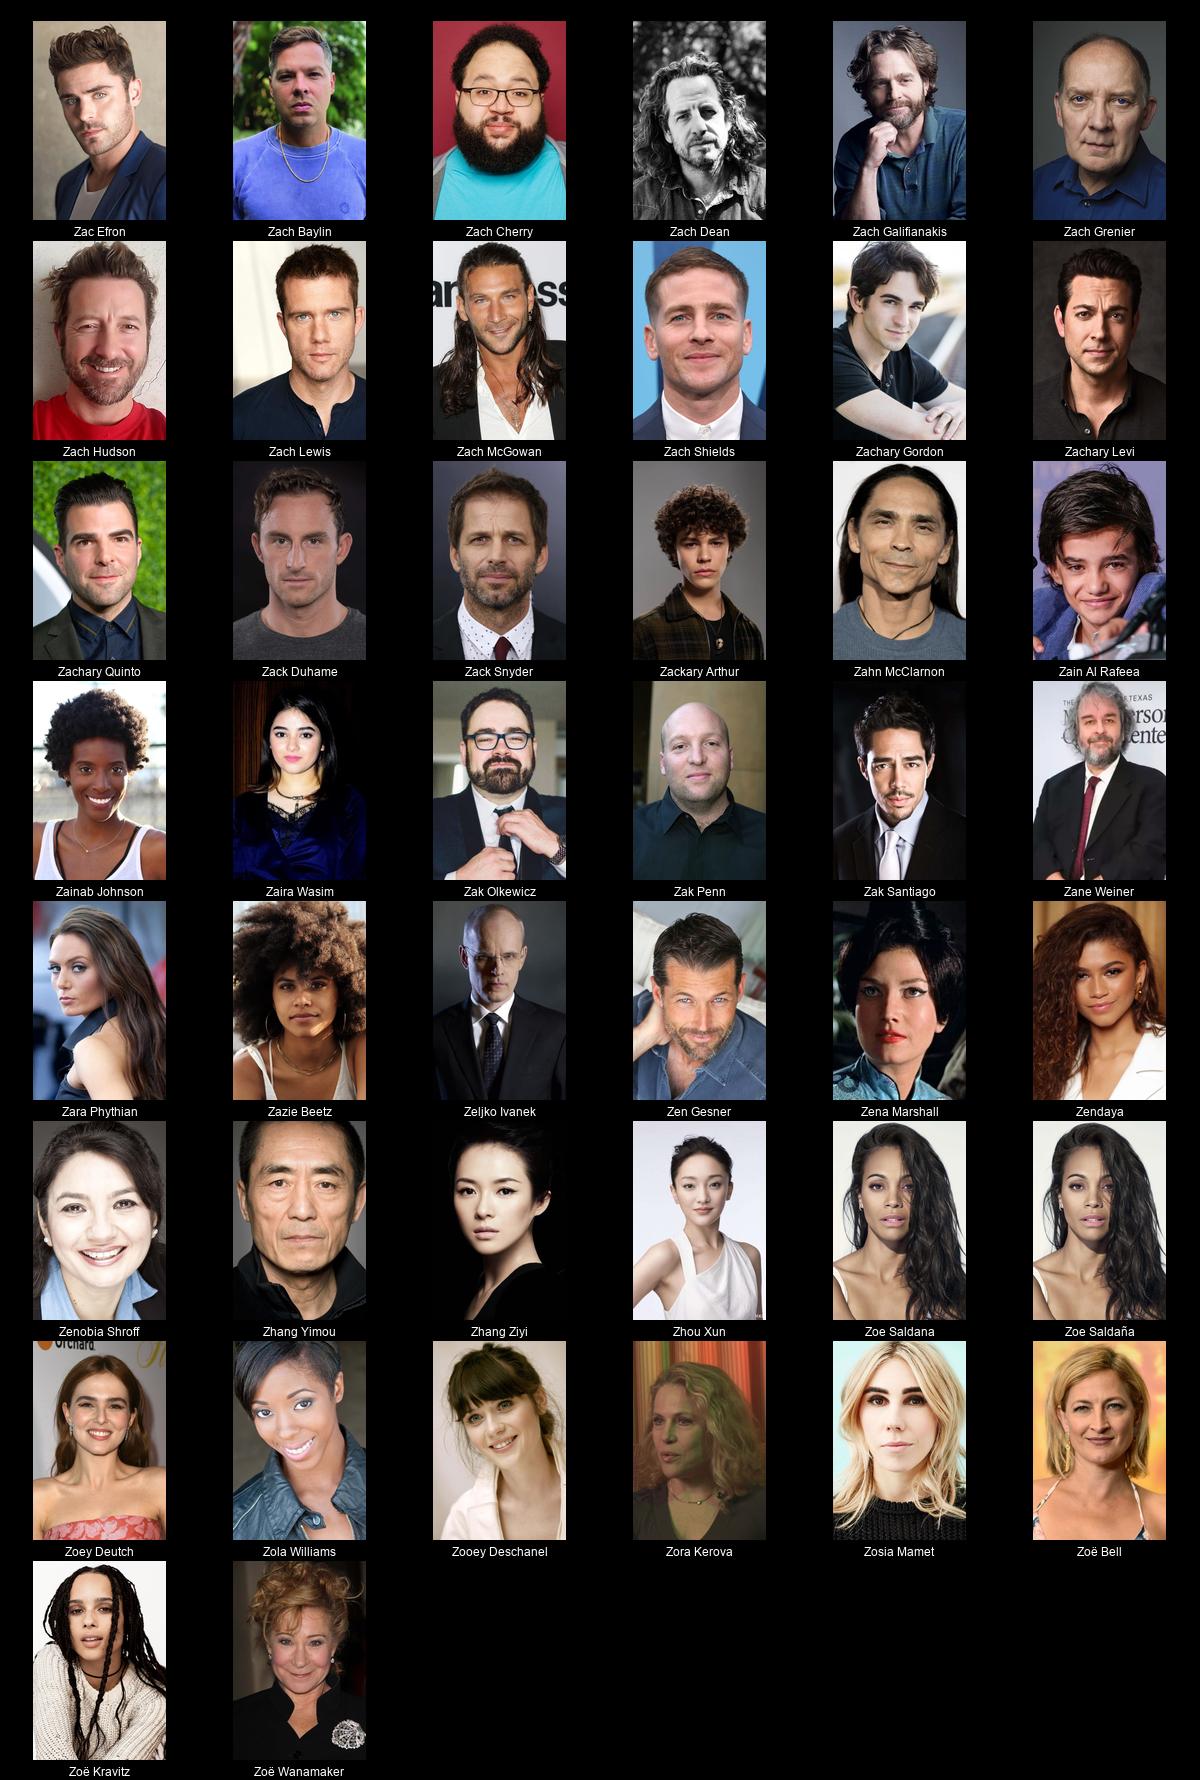 Zac Efron
Zach Baylin
Zach Cherry
Zach Dean
Zach Galifianakis
Zach Grenier
Zach Hudson
Zach Lewis
Zach McGowan
Zach Shields
Zachary Gordon
Zachary Levi
Zachary Quinto
Zack Duhame
Zack Snyder
Zackary Arthur
Zahn McClarnon
Zain Al Rafeea
THE
OF TEXAS
Zainab Johnson
Zaira Wasim
Zak Olkewicz
Zak Penn
Zak Santiago
Zane Weiner
Zara Phythian
Zazie Beetz
Zeljko Ivanek
Zen Gesner
Zena Marshall
Zendaya
Zenobia Shroff
Zhang Yimou
Zhang Ziyi
Zhou Xun
Zoe Saldana
Zoe Saldaña
Orchard
Zoey Deutch
Zola Williams
Zooey Deschanel
Zora Kerova
Zosia Mamet
Zoë Bell
Zoë Kravitz
Zoë Wanamaker